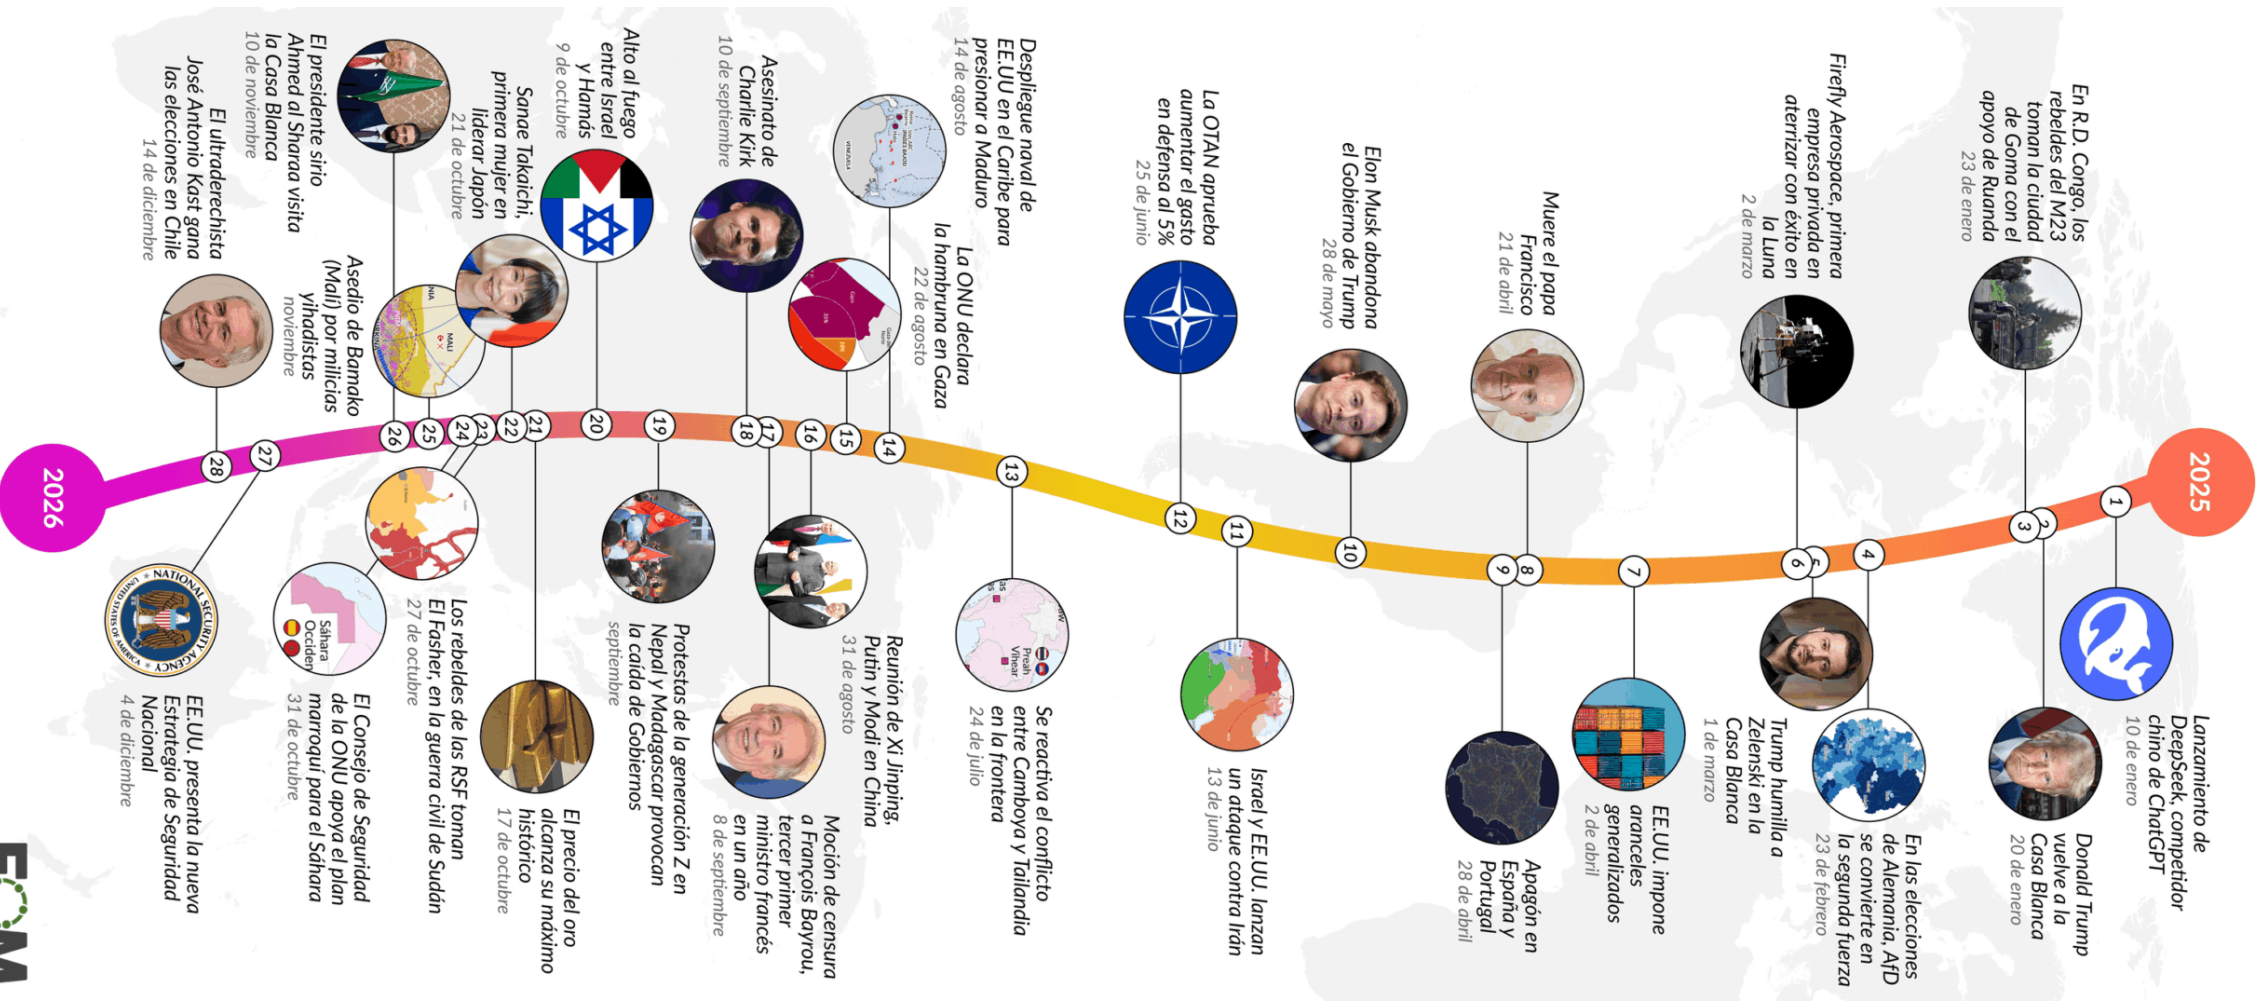 2025
1
Lanzamiento de
DeepSeek, competidor
chino de ChatGPT
10 de enero
2
Donald Trump
vuelve a la
Casa Blanca
20 de enero
3
En R.D. Congo, los
rebeldes del M23
toman la ciudad
de Goma con el
apoyo de Ruanda
23 de enero
4
En las elecciones
de Alemania, AfD
se convierte en
la segunda fuerza
23 de febrero
5
Trump humilla a
Zelenski en la
Casa Blanca
1 de marzo
6
Firefly Aerospace, primera
empresa privada en
aterrizar con éxito en
la Luna
2 de marzo
7
EE.UU. impone
aranceles
generalizados
2 de abril
8
Muere el papa
Francisco
21 de abril
9
Apagón en
España y
Portugal
28 de abril
10
Elon Musk abandona
el Gobierno de Trump
28 de mayo
11
Israel y EE.UU. lanzan
un ataque contra Irán
13 de junio
12
La OTAN aprueba
aumentar el gasto
en defensa al 5%
25 de junio
13
Preah
Vihear
Se reactiva el conflicto
entre Camboya y Tailandia
en la frontera
24 de julio
14
Despliegue naval de
EE.UU en el Caribe para
presionar a Maduro
14 de agosto
VENEZUELA
15
La ONU declara
la hambruna en Gaza
22 de agosto
16
Reunión de Xi Jinping,
Putin y Modi en China
31 de agosto
17
Moción de censura
a François Bayrou,
tercer primer
ministro francés
en un año
8 de septiembre
18
Asesinato de
Charlie Kirk
10 de septiembre
19
Protestas de la generación Z en
Nepal y Madagascar provocan
la caída de Gobiernos
septiembre
20
Alto al fuego
entre Israel
y Hamás
9 de octubre
21
El precio del oro
alcanza su máximo
histórico
17 de octubre
22
Sanae Takaichi,
primera mujer en
liderar Japón
21 de octubre
23
Los rebeldes de las RSF toman
El Fasher, en la guerra civil de Sudán
27 de octubre
24
Sáhara
Occiden
El Consejo de Seguridad
de la ONU apoya el plan
marroquí para el Sáhara
31 de octubre
25
MALI
Asedio de Bamako
(Malí) por milicias
yihadistas
noviembre
26
El presidente sirio
Ahmed al Sharaa visita
la Casa Blanca
10 de noviembre
27
NATIONAL SECURITY AGENCY
UNITED STATES OF AMERICA
EE.UU. presenta la nueva
Estrategia de Seguridad
Nacional
4 de diciembre
28
El ultraderechista
José Antonio Kast gana
las elecciones en Chile
14 de diciembre
2026
EOM